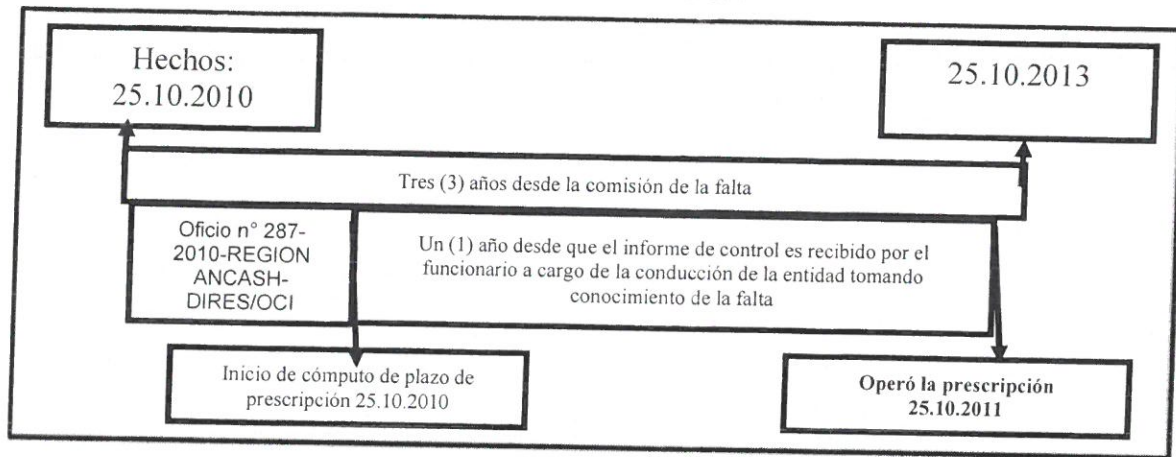 Hechos:
25.10.2010
25.10.2013
Tres (3) años desde la comisión de la falta
Oficio n° 287-
2010-REGION
ANCASH-
DIRES/OCI
Un (1) año desde que el informe de control es recibido por el
funcionario a cargo de la conducción de la entidad tomando
conocimiento de la falta
Inicio de cómputo de plazo de
prescripción 25.10.2010
Operó la prescripción
25.10.2011